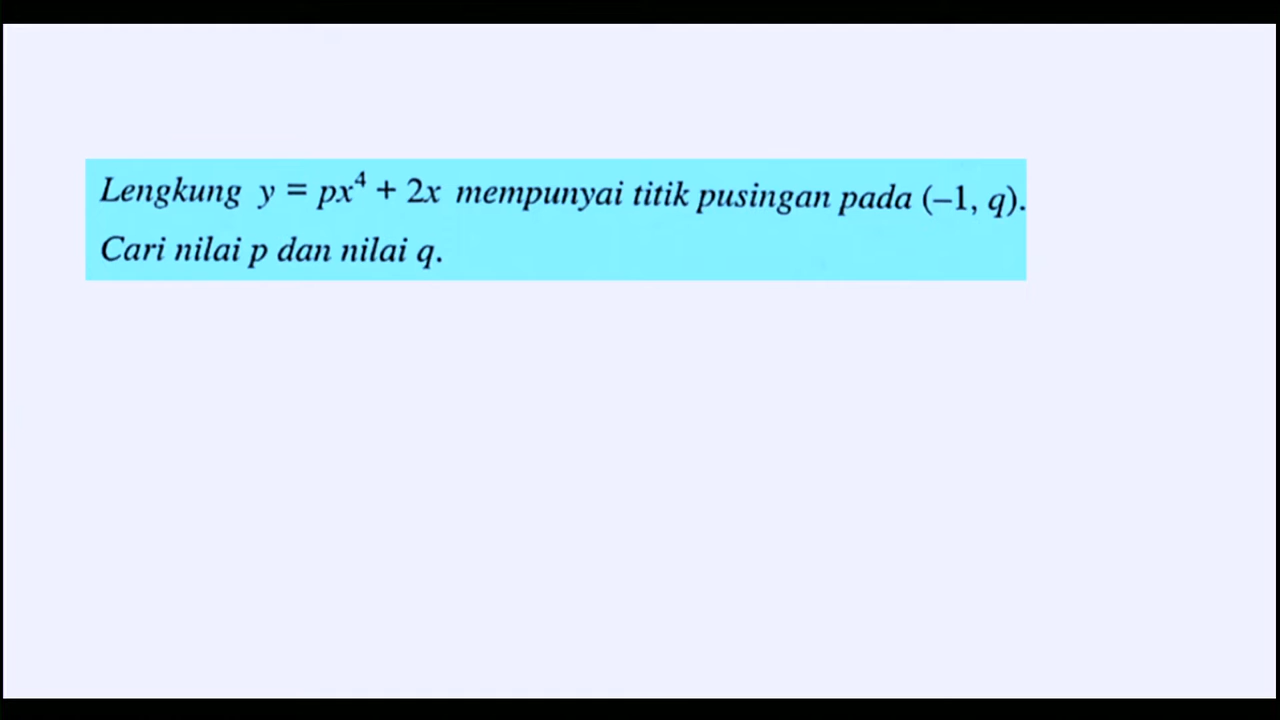 Lengkung y = px⁴ + 2x mempunyai titik pusingan pada (–1, q).
Cari nilai p dan nilai q.